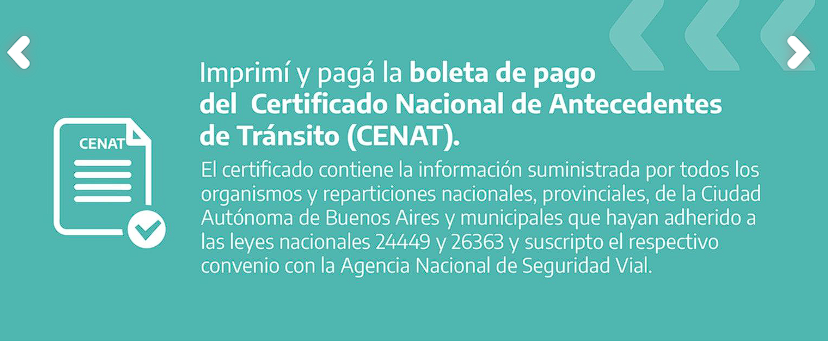 Imprimí y pagá la boleta de pago
del Certificado Nacional de Antecedentes
de Tránsito (CENAT).
CENAT
El certificado contiene la información suministrada por todos los
organismos y reparticiones nacionales, provinciales, de la Ciudad
Autónoma de Buenos Aires y municipales que hayan adherido a
las leyes nacionales 24449 y 26363 y suscripto el respectivo
convenio con la Agencia Nacional de Seguridad Vial.